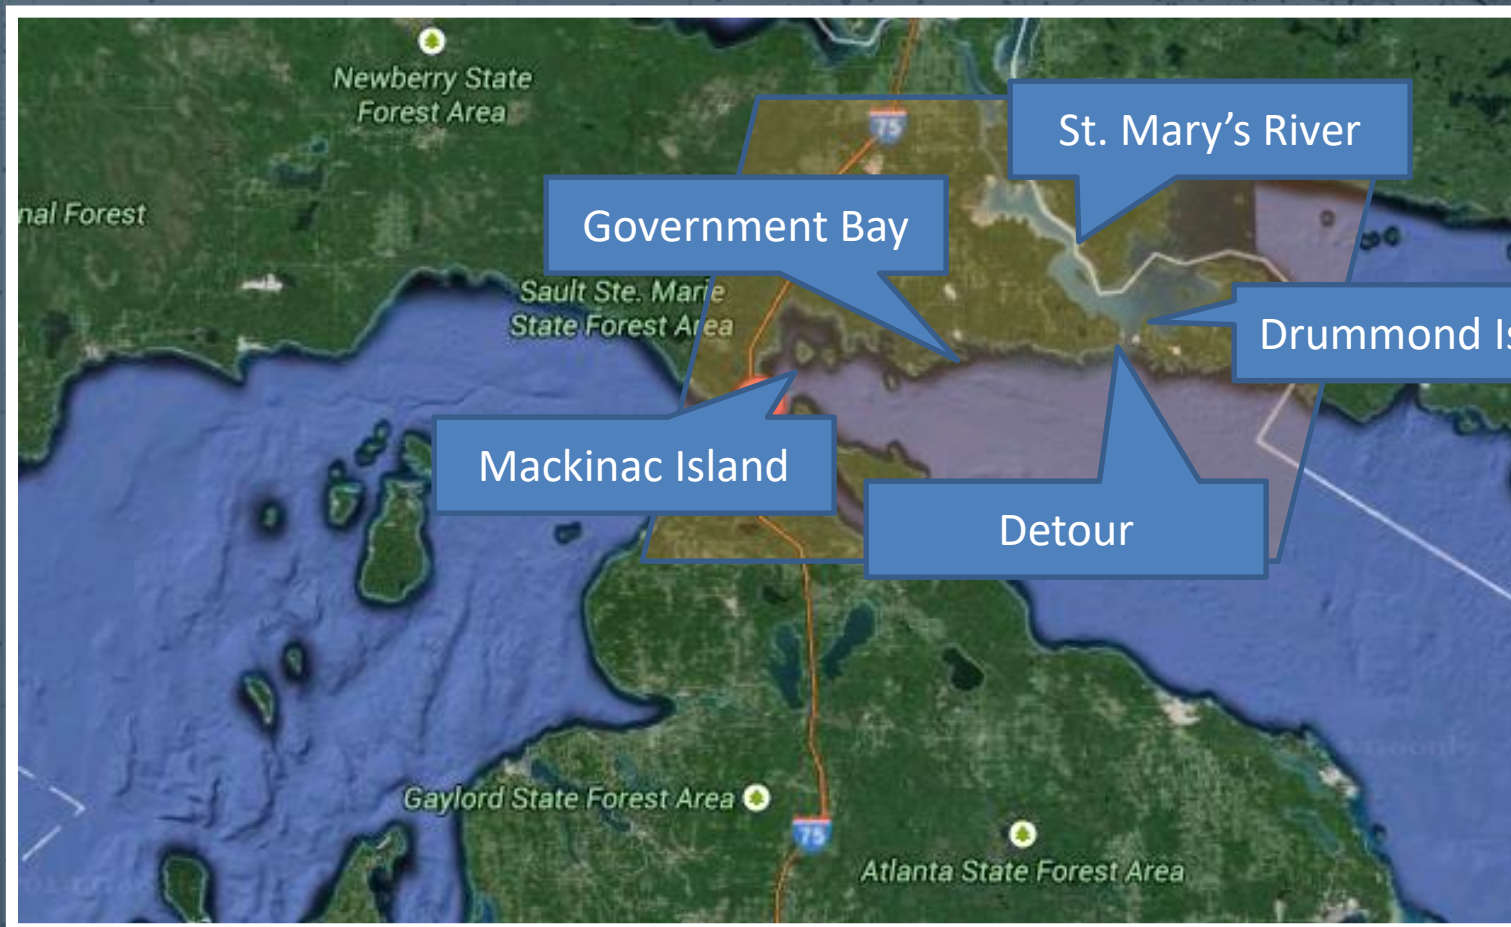 Newberry State
Forest Area
75
St. Mary’s River
nal Forest
Government Bay
Sault Ste. Marie
State Forest Area
Drummond Is
Mackinac Island
Detour
Gaylord State Forest Area
75
Atlanta State Forest Area